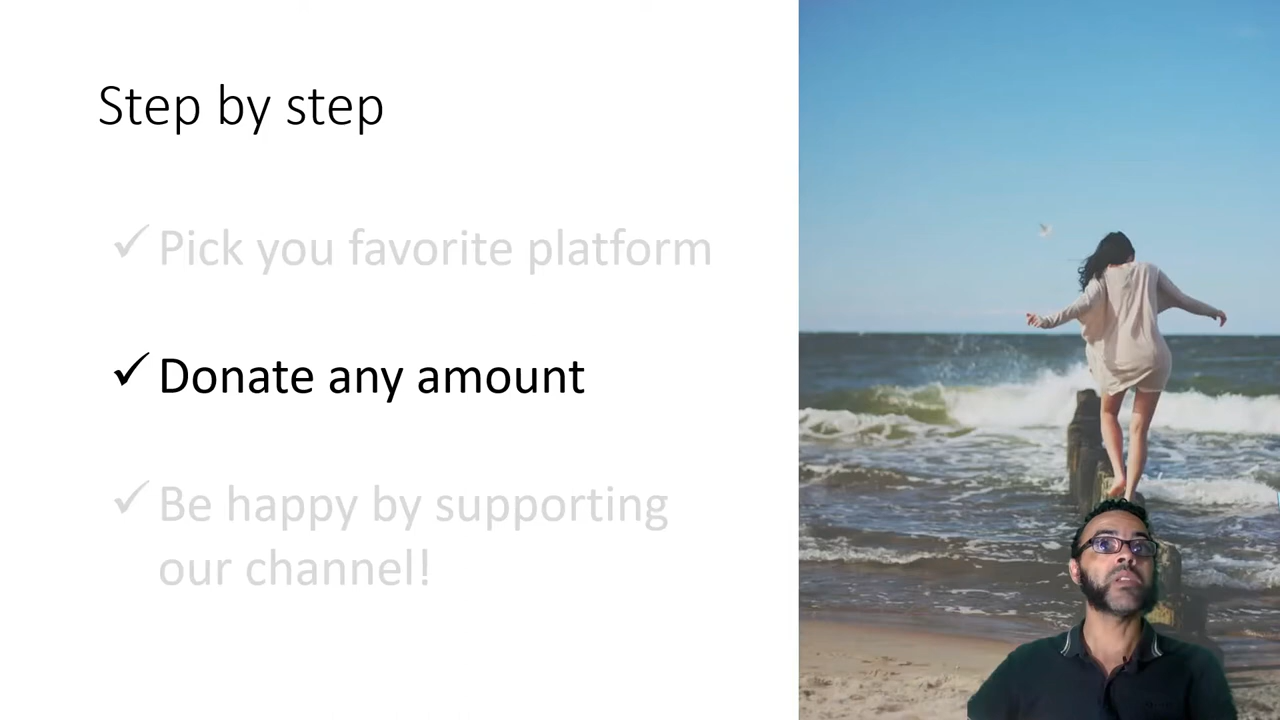 Step by step
✓ Pick you favorite platform
✓ Donate any amount
✓ Be happy by supporting
our channel!